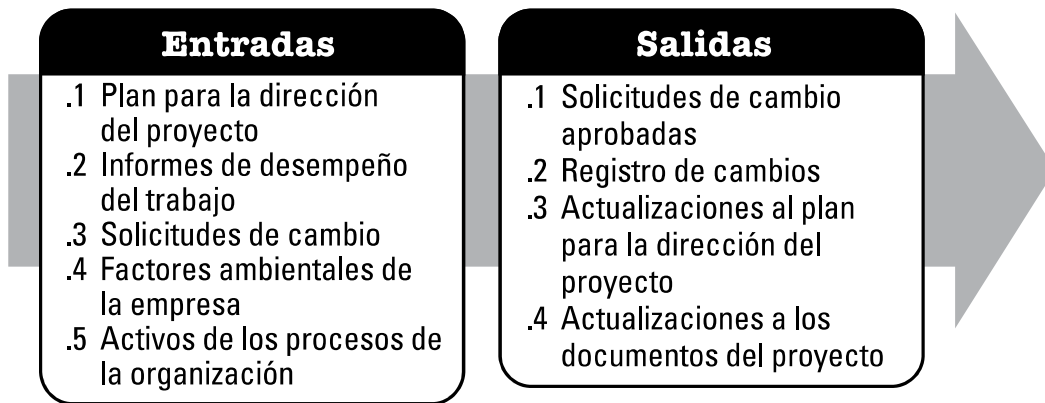 Entradas
.1 Plan para la dirección
del proyecto
.2 Informes de desempeño
del trabajo
.3 Solicitudes de cambio
.4 Factores ambientales de
la empresa
.5 Activos de los procesos de
la organización
Salidas
.1 Solicitudes de cambio
aprobadas
.2 Registro de cambios
.3 Actualizaciones al plan
para la dirección del
proyecto
.4 Actualizaciones a los
documentos del proyecto